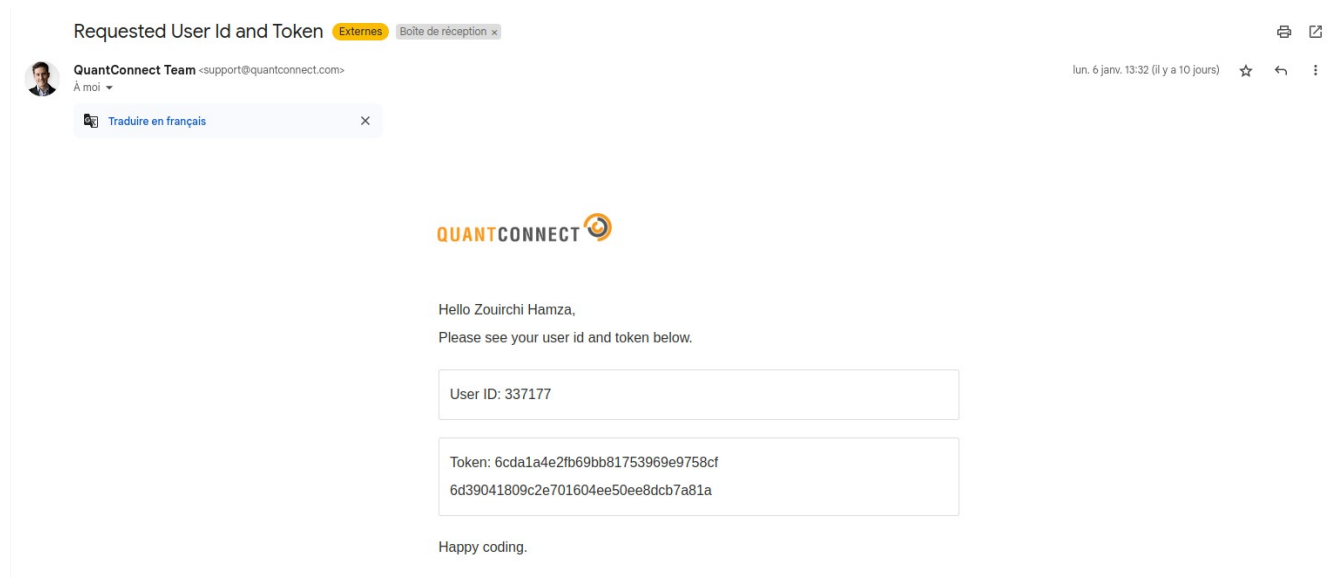 Requested User Id and Token Externes Boîte de réception ×
QuantConnect Team <support@quantconnect.com> lun. 6 janv. 13:32 (il y a 10 jours)
À moi
Traduire en français
QUANTCONNECT
Hello Zouirchi Hamza,
Please see your user id and token below.
User ID: 337177
Token: 6cda1a4e2fb69bb81753969e9758cf
6d39041809c2e701604ee50ee8dcb7a81a
Happy coding.